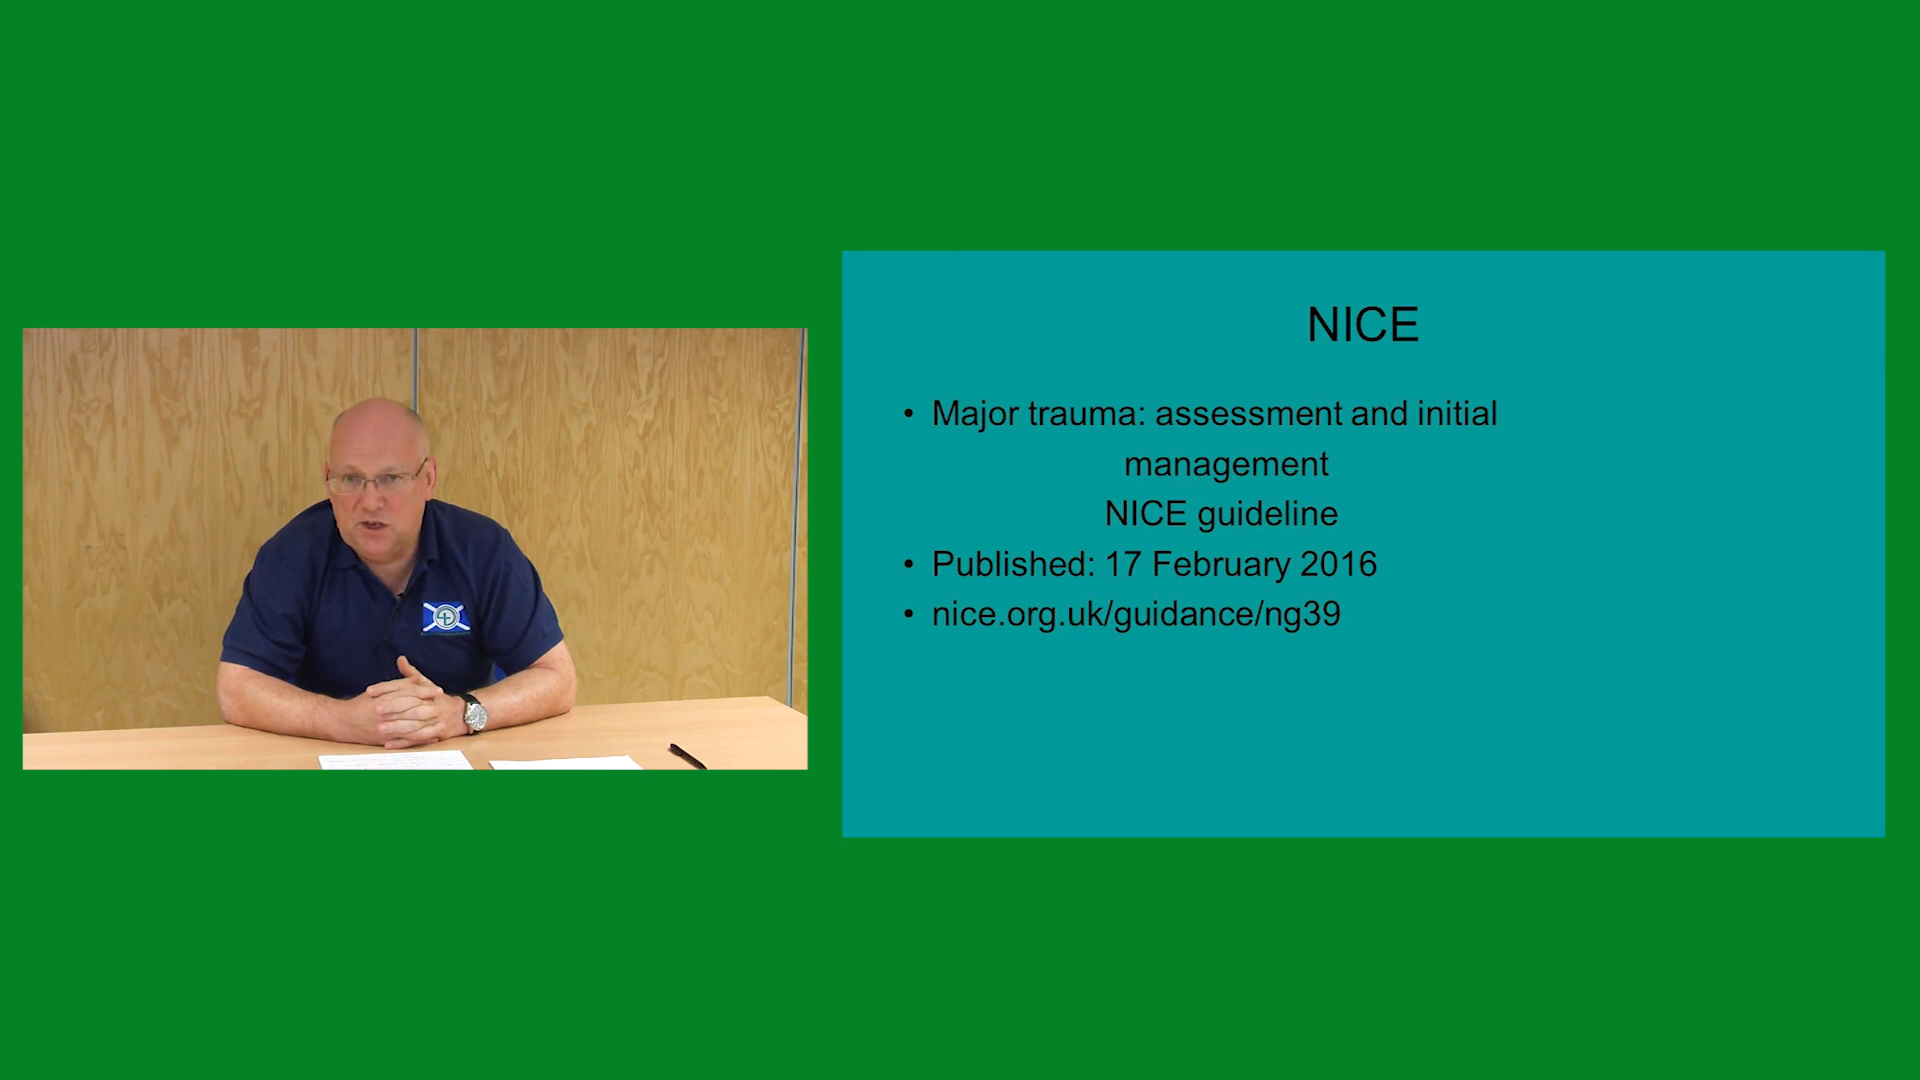 NICE
• Major trauma: assessment and initial
management
NICE guideline
• Published: 17 February 2016
• nice.org.uk/guidance/ng39